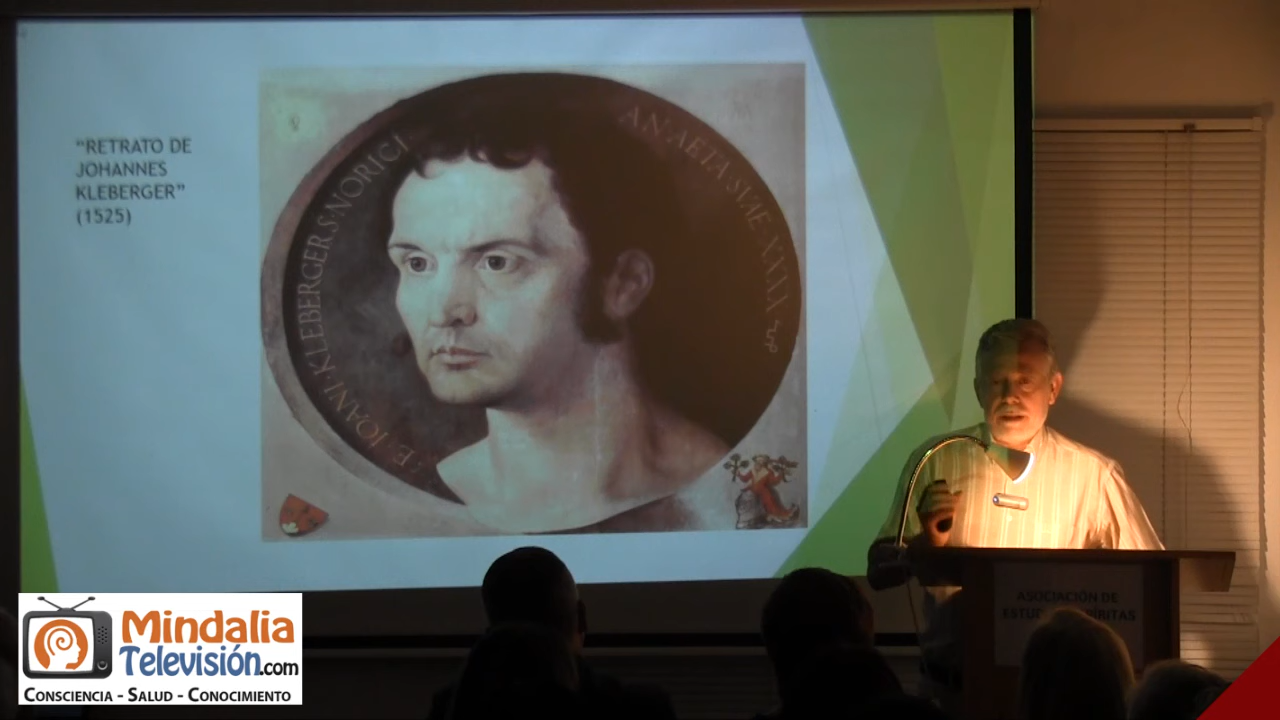 “RETRATO DE
JOHANNES
KLEBERGER”
(1525)
E·IOANI·KLEBERGERS·NORICI·
AN·AETA·SVAE·XXXX
ASOCIACIÓN DE
Mindalia
Televisión.com
CONSCIENCIA - SALUD - CONOCIMIENTO